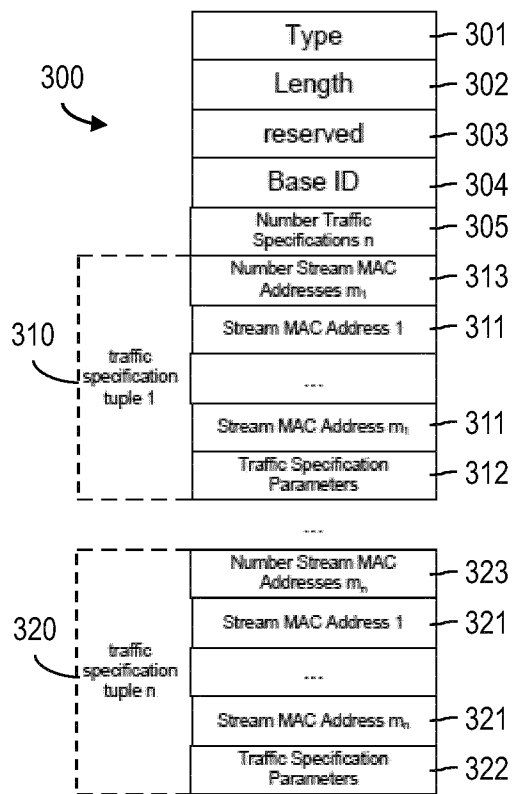 Type 301
Length 302
300
reserved 303
Base ID 304
Number Traffic
Specifications n 305
Number Stream MAC
Addresses m₁ 313
Stream MAC Address 1 311
310
traffic
specification
tuple 1
...
Stream MAC Address m₁ 311
Traffic Specification
Parameters 312
...
Number Stream MAC
Addresses mₙ 323
Stream MAC Address 1 321
320
traffic
specification
tuple n
...
Stream MAC Address mₙ 321
Traffic Specification
Parameters 322